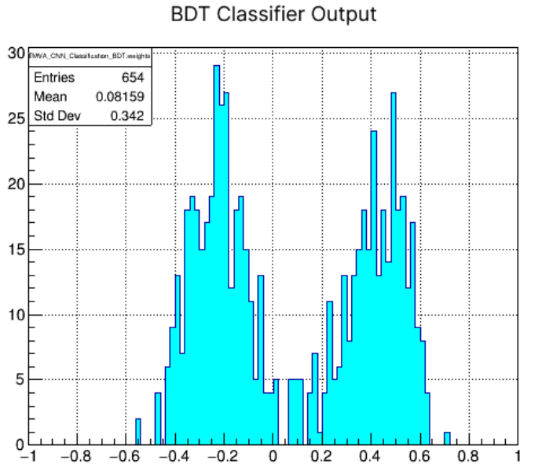 BDT Classifier Output
TMVA_CNN_Classification_BDT.weights
Entries 654
Mean 0.08159
Std Dev 0.342
30
25
20
15
10
5
0
−1 −0.8 −0.6 −0.4 −0.2 0 0.2 0.4 0.6 0.8 1